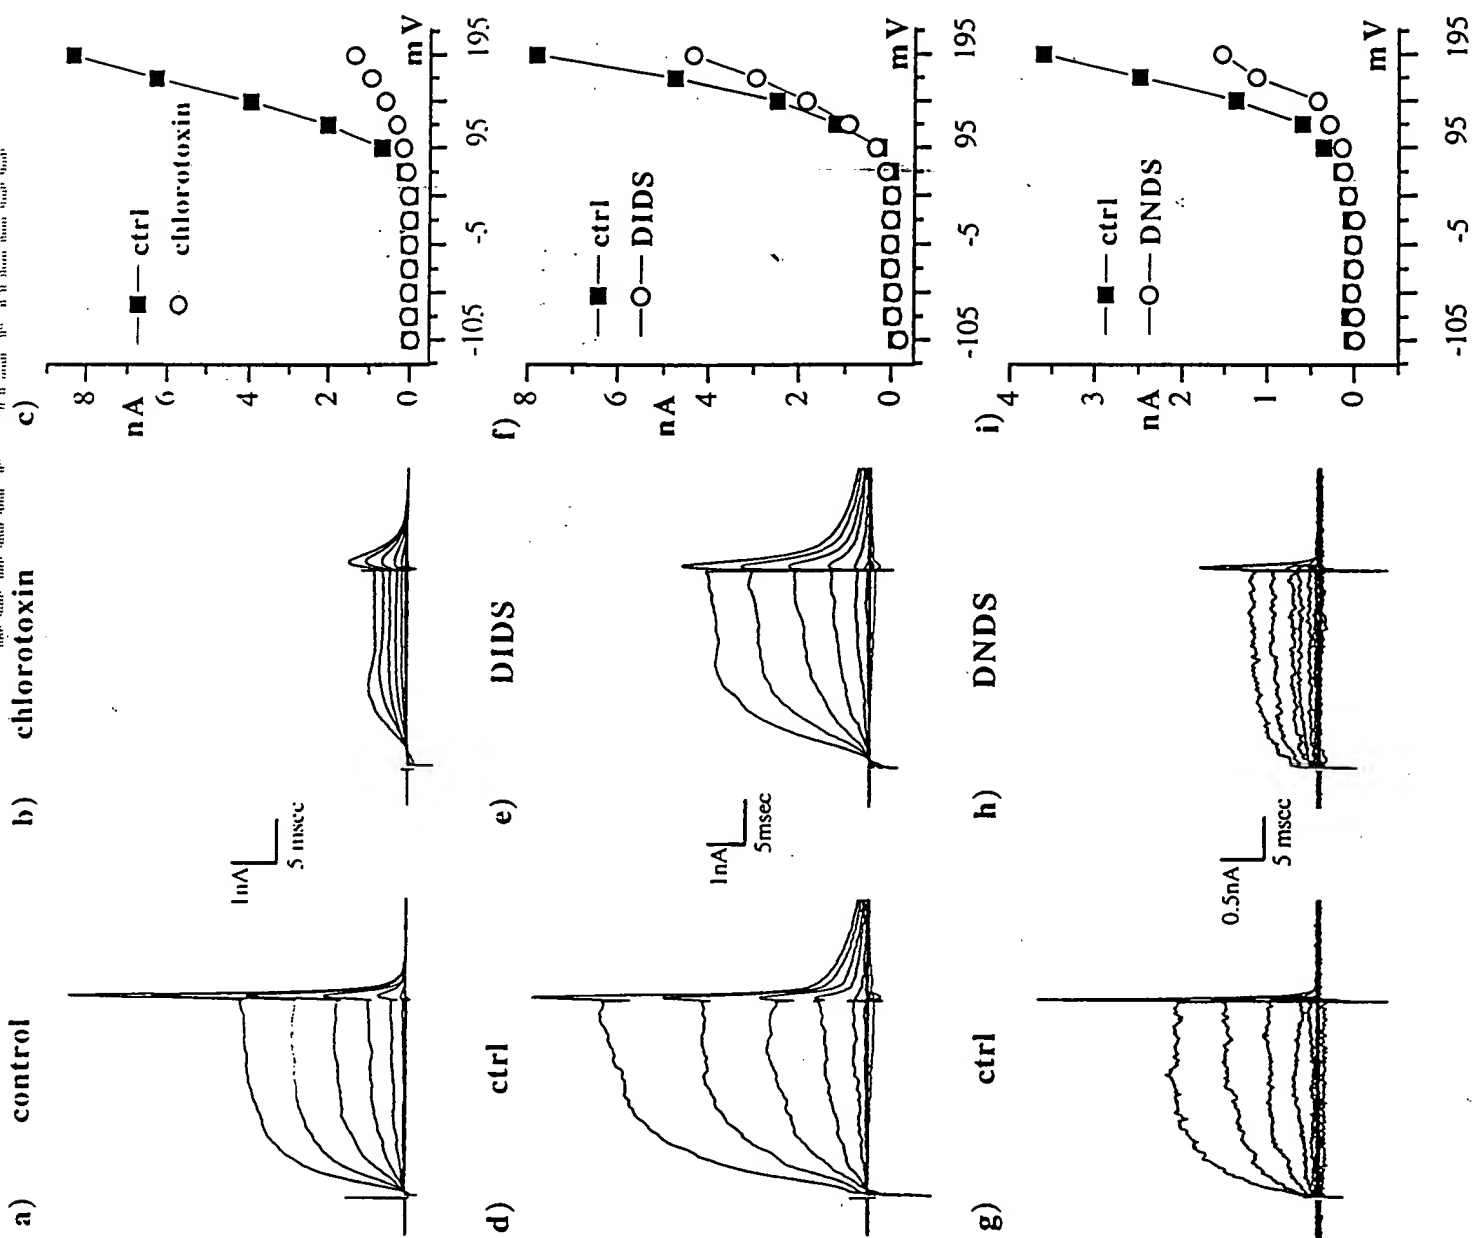 a) control
1nA
5 msec
b) chlorotoxin
c)
8
nA
6
4
2
0
ctrl
chlorotoxin
-105 -5 95 195
mV
d) ctrl
1nA
5msec
e) DIDS
f)
8
6
nA
4
2
0
ctrl
DIDS
-105 -5 95 195
mV
g) ctrl
0.5nA
5 msec
h) DNDS
i)
4
3
nA
2
1
0
ctrl
DNDS
-105 -5 95 195
mV